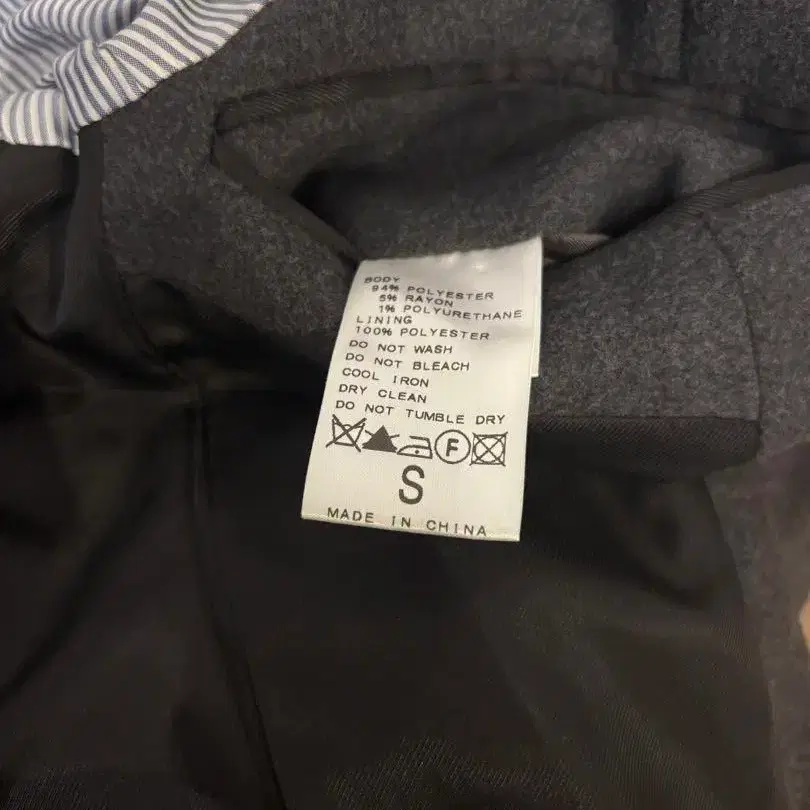 BODY
94% POLYESTER
5% RAYON
1% POLYURETHANE
LINING
100% POLYESTER
DO NOT WASH
DO NOT BLEACH
COOL IRON
DRY CLEAN
DO NOT TUMBLE DRY
F
S
MADE IN CHINA